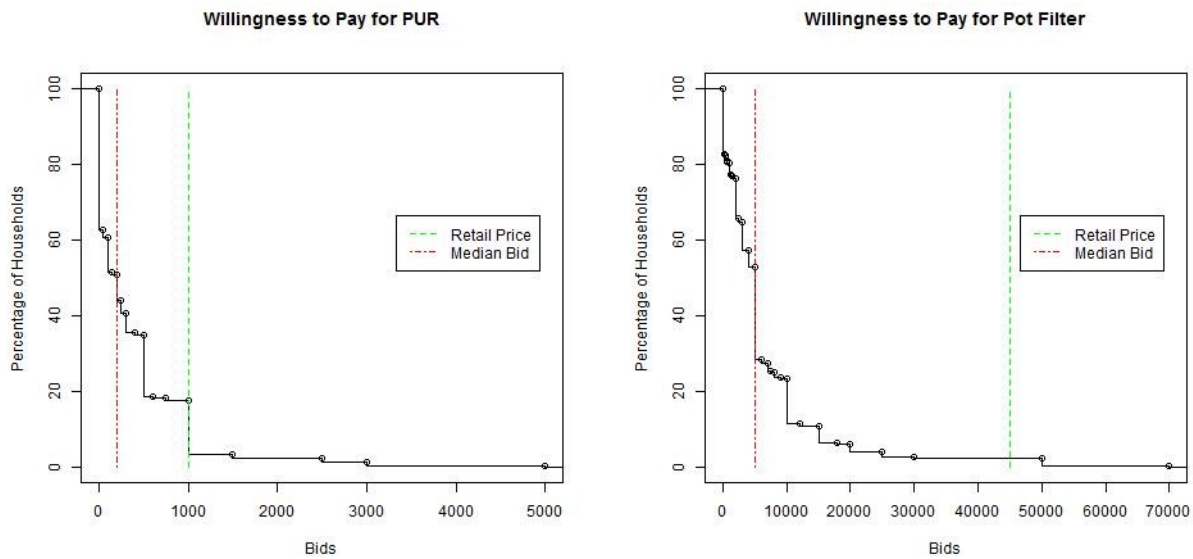 Willingness to Pay for PUR
Percentage of Households
100
80
60
40
20
0
Retail Price
Median Bid
0 1000 2000 3000 4000 5000
Bids
Willingness to Pay for Pot Filter
Percentage of Households
100
80
60
40
20
0
Retail Price
Median Bid
0 10000 20000 30000 40000 50000 60000 70000
Bids